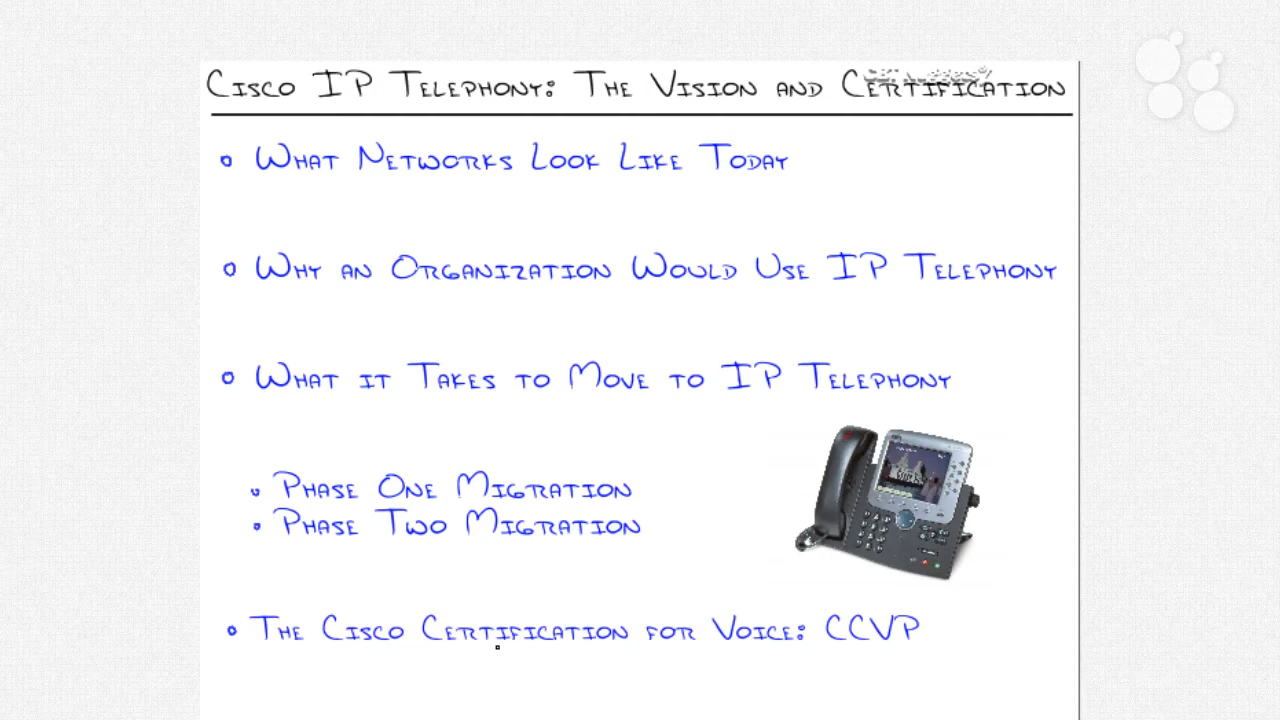 Cisco IP Telephony: The Vision and Certification
What Networks Look Like Today
Why an Organization Would Use IP Telephony
What it Takes to Move to IP Telephony
Phase One Migration
Phase Two Migration
The Cisco Certification for Voice: CCVP